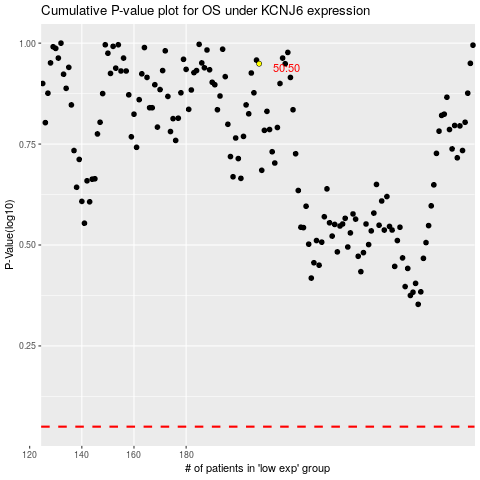 Cumulative P-value plot for OS under KCNJ6 expression
P-Value(log10)
1.00
0.75
0.50
0.25
50:50
120 140 160 180
# of patients in 'low exp' group